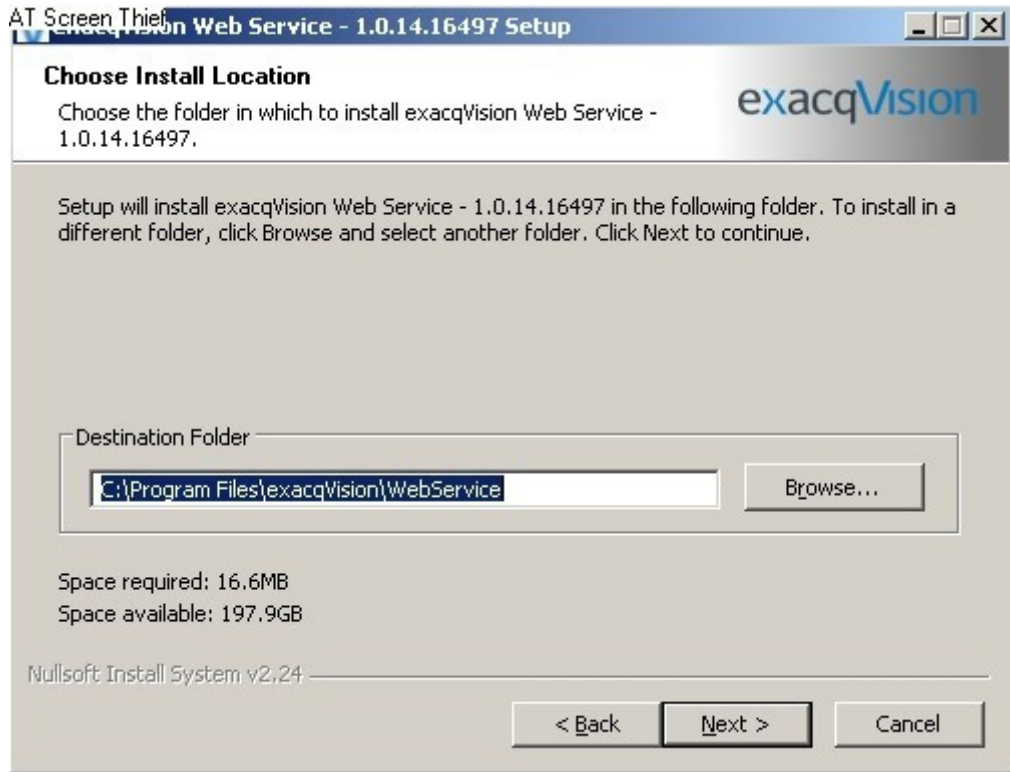 AT Screen Thief
exacqVision Web Service - 1.0.14.16497 Setup
Choose Install Location
Choose the folder in which to install exacqVision Web Service -
1.0.14.16497.
exacqVision
Setup will install exacqVision Web Service - 1.0.14.16497 in the following folder. To install in a
different folder, click Browse and select another folder. Click Next to continue.
Destination Folder
C:\Program Files\exacqVision\WebService
Browse...
Space required: 16.6MB
Space available: 197.9GB
Nullsoft Install System v2.24
< Back
Next >
Cancel